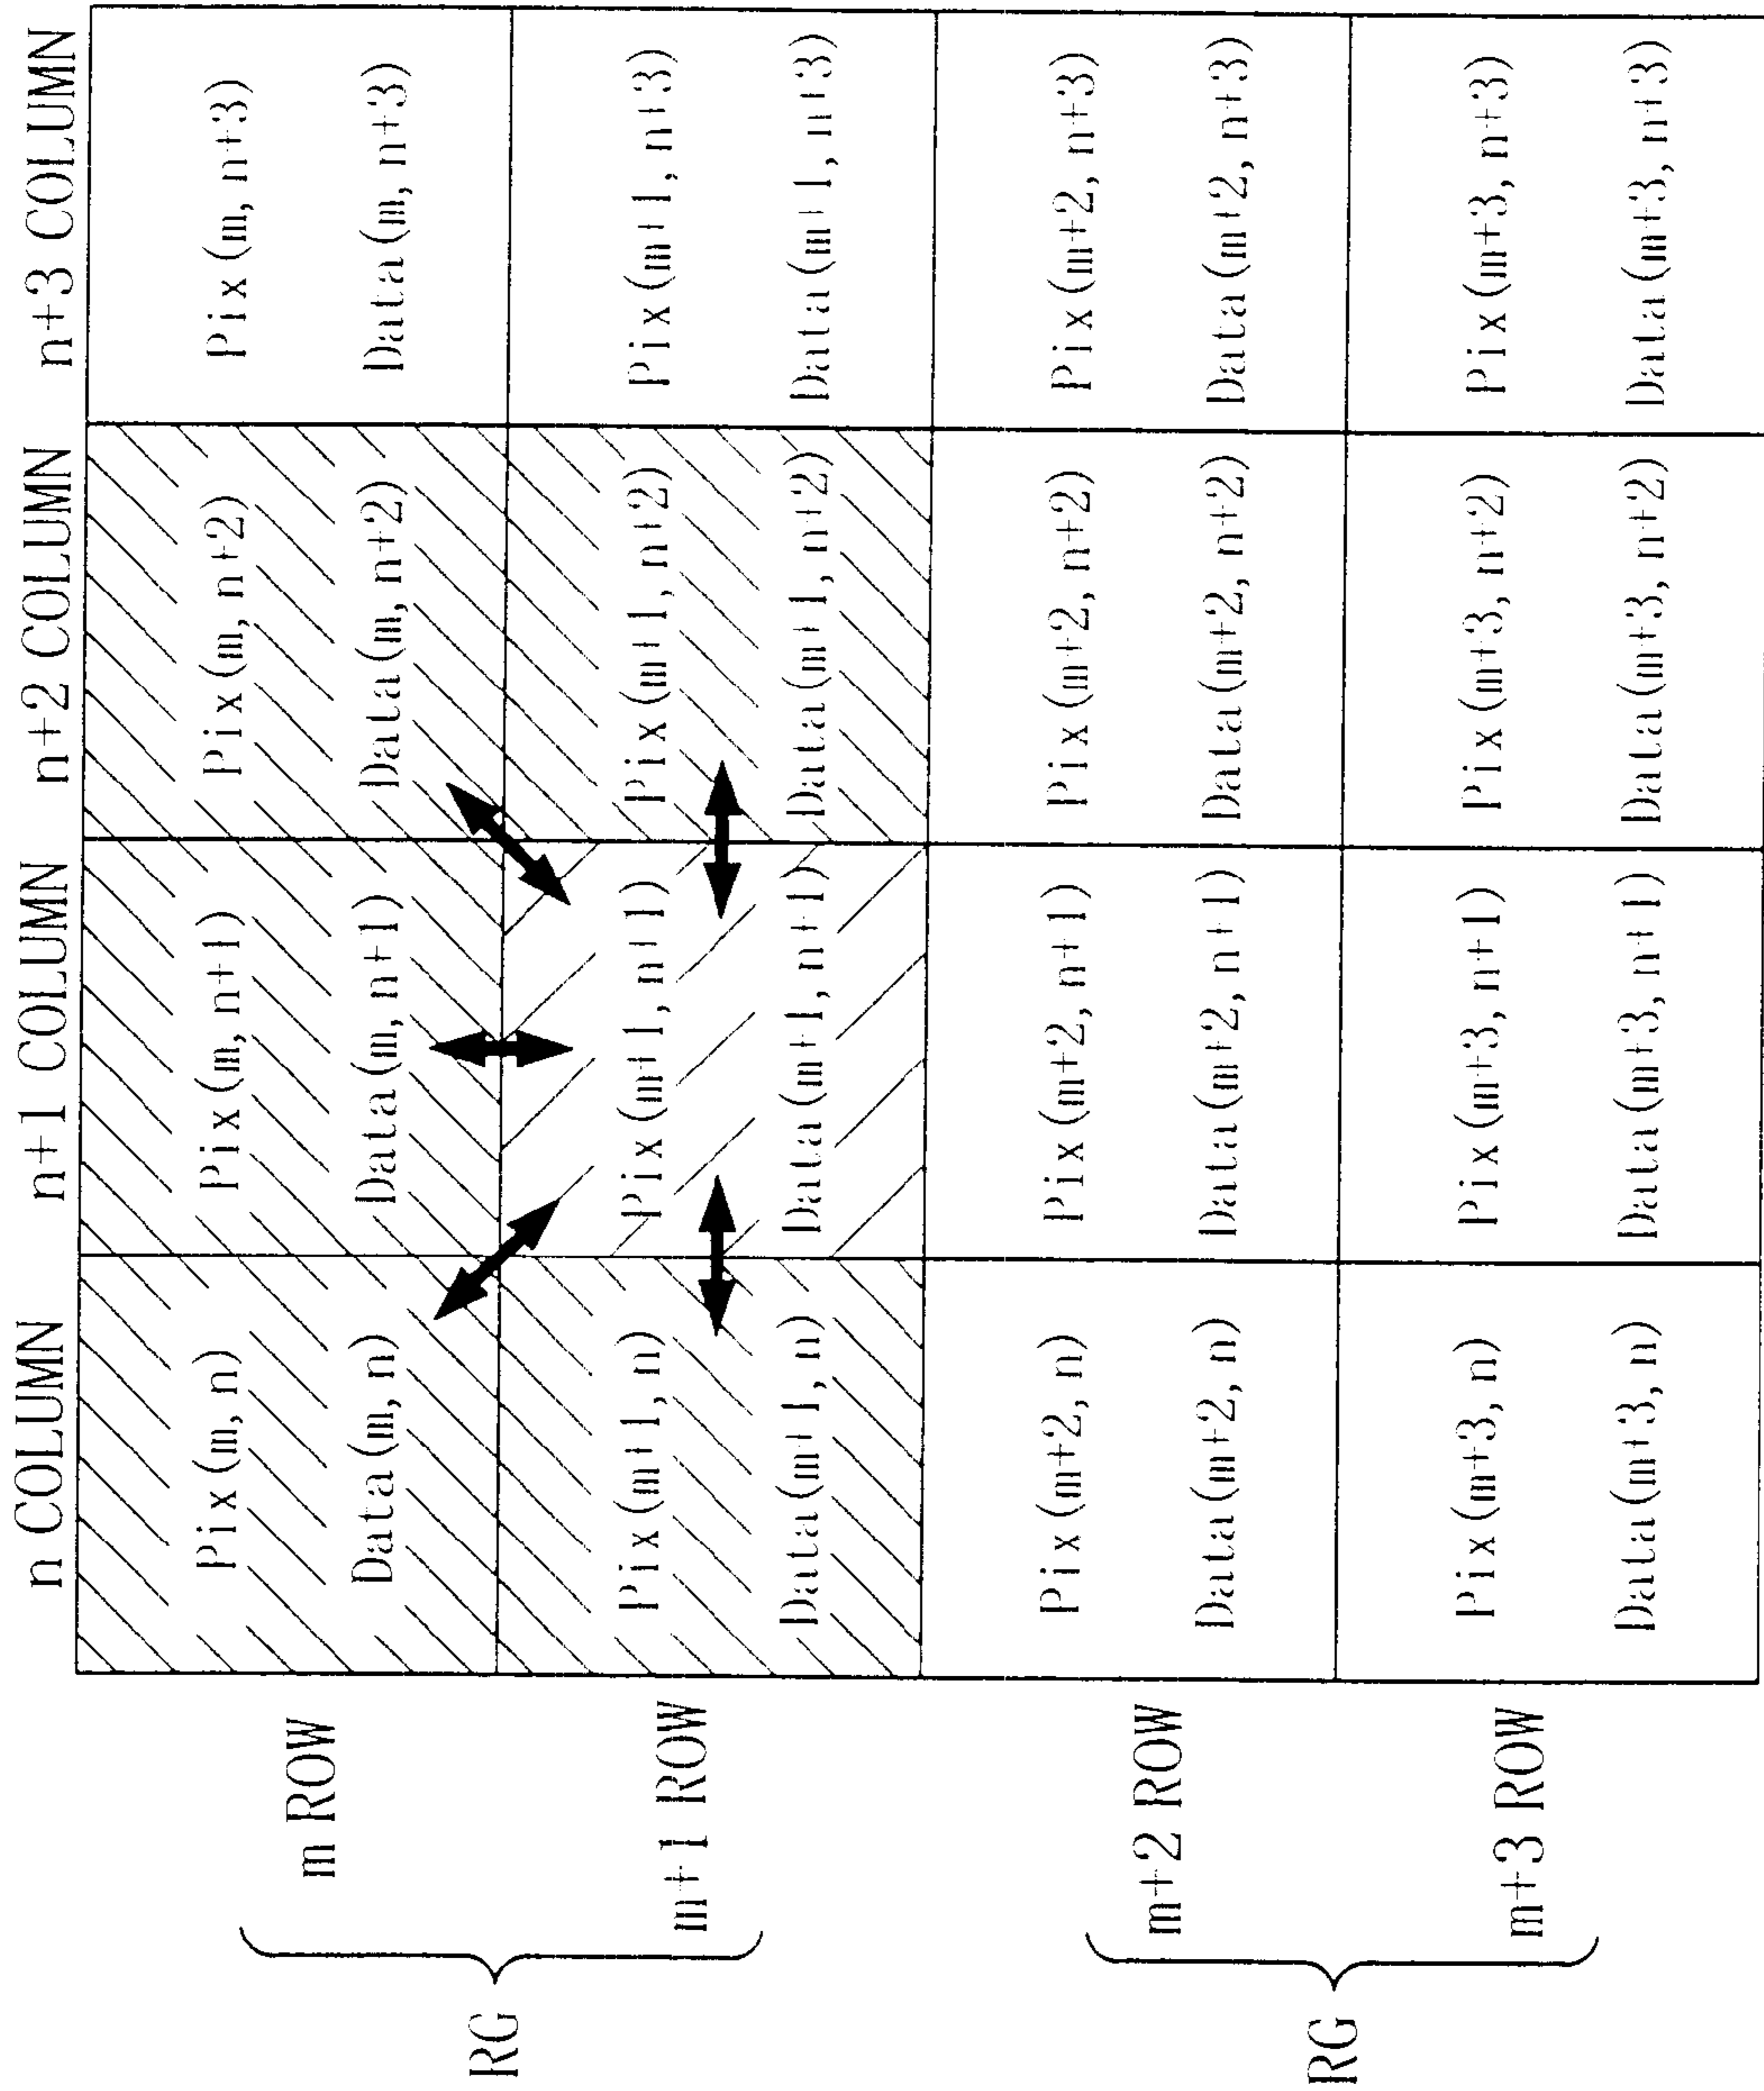 n COLUMN n+1 COLUMN n+2 COLUMN n+3 COLUMN
RG
m ROW
Pix(m, n) Pix(m, n+1) Pix(m, n+2) Pix(m, n+3)
Data(m, n) Data(m, n+1) Data(m, n+2) Data(m, n+3)
m+1 ROW
Pix(m+1, n) Pix(m+1, n+1) Pix(m+1, n+2) Pix(m+1, n+3)
Data(m+1, n) Data(m+1, n+1) Data(m+1, n+2) Data(m+1, n+3)
RG
m+2 ROW
Pix(m+2, n) Pix(m+2, n+1) Pix(m+2, n+2) Pix(m+2, n+3)
Data(m+2, n) Data(m+2, n+1) Data(m+2, n+2) Data(m+2, n+3)
m+3 ROW
Pix(m+3, n) Pix(m+3, n+1) Pix(m+3, n+2) Pix(m+3, n+3)
Data(m+3, n) Data(m+3, n+1) Data(m+3, n+2) Data(m+3, n+3)